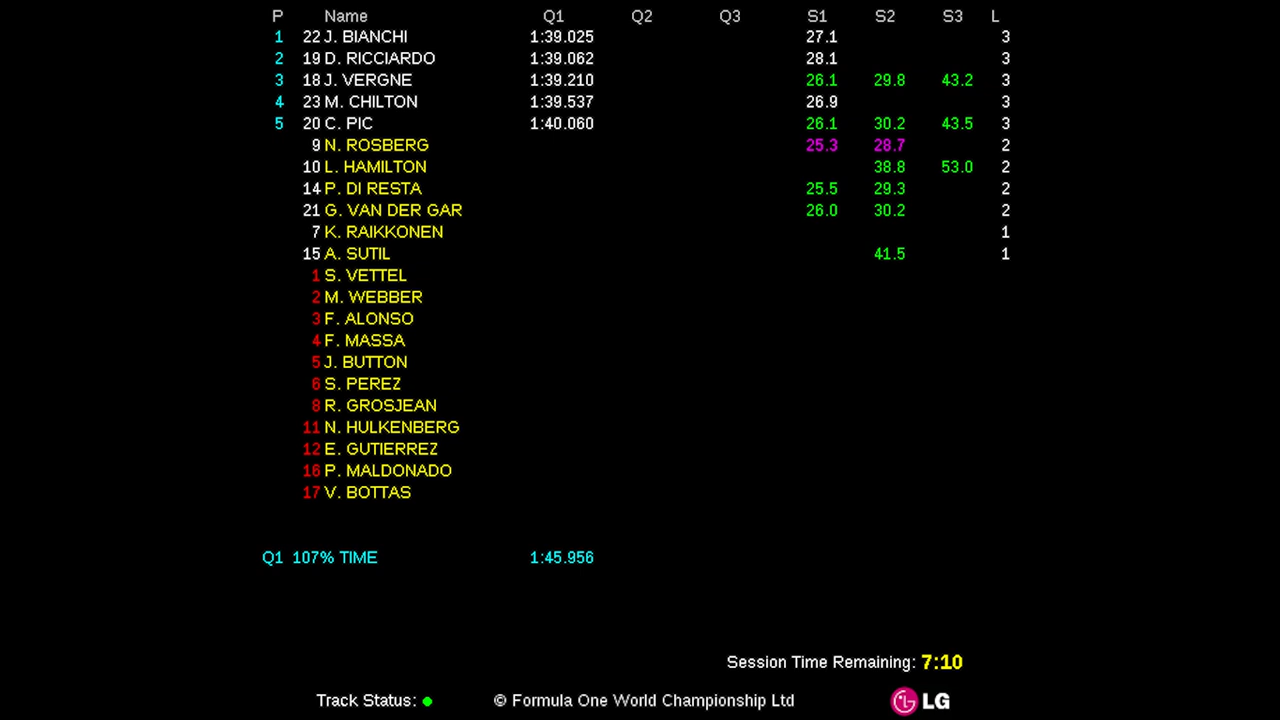 P Name Q1 Q2 Q3 S1 S2 S3 L
1 22 J. BIANCHI 1:39.025 27.1 3
2 19 D. RICCIARDO 1:39.062 28.1 3
3 18 J. VERGNE 1:39.210 26.1 29.8 43.2 3
4 23 M. CHILTON 1:39.537 26.9 3
5 20 C. PIC 1:40.060 26.1 30.2 43.5 3
9 N. ROSBERG 25.3 28.7 2
10 L. HAMILTON 38.8 53.0 2
14 P. DI RESTA 25.5 29.3 2
21 G. VAN DER GAR 26.0 30.2 2
7 K. RAIKKONEN 1
15 A. SUTIL 41.5 1
1 S. VETTEL
2 M. WEBBER
3 F. ALONSO
4 F. MASSA
5 J. BUTTON
6 S. PEREZ
8 R. GROSJEAN
11 N. HULKENBERG
12 E. GUTIERREZ
16 P. MALDONADO
17 V. BOTTAS
Q1 107% TIME 1:45.956
Session Time Remaining: 7:10
Track Status: © Formula One World Championship Ltd LG